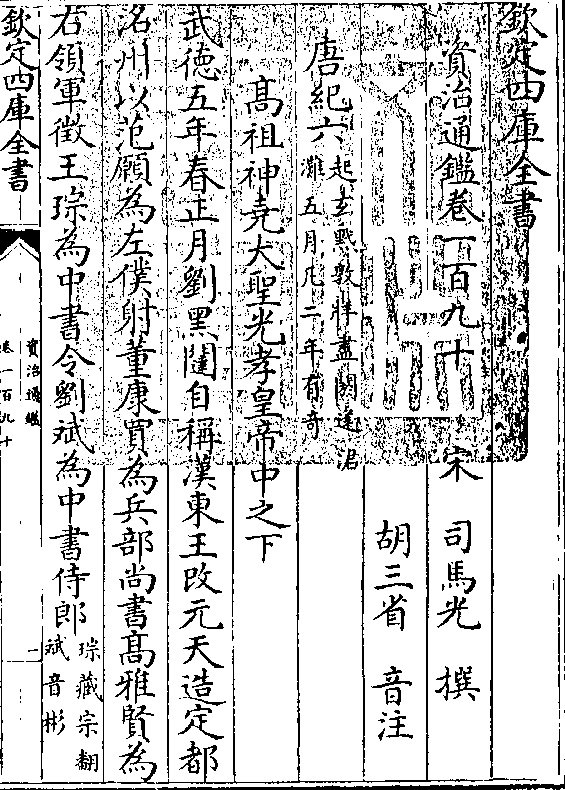 欽定四庫全書
資治通鑑卷一百九十
宋 司馬光 撰
胡三省 音注
唐紀六起玄黓敦牂盡閼逢涒灘五月凡二年有奇
高祖神堯大聖光孝皇帝中之下
武徳五年春正月劉黑闥自稱漢東王改元天造定都
洺州以范願為左僕射董康買為兵部尚書髙雅賢為
右領軍徵王琮為中書令劉斌為中書侍郎琮藏宗翻斌音彬
欽定四庫全書
資治通鑑
卷一百九十
一